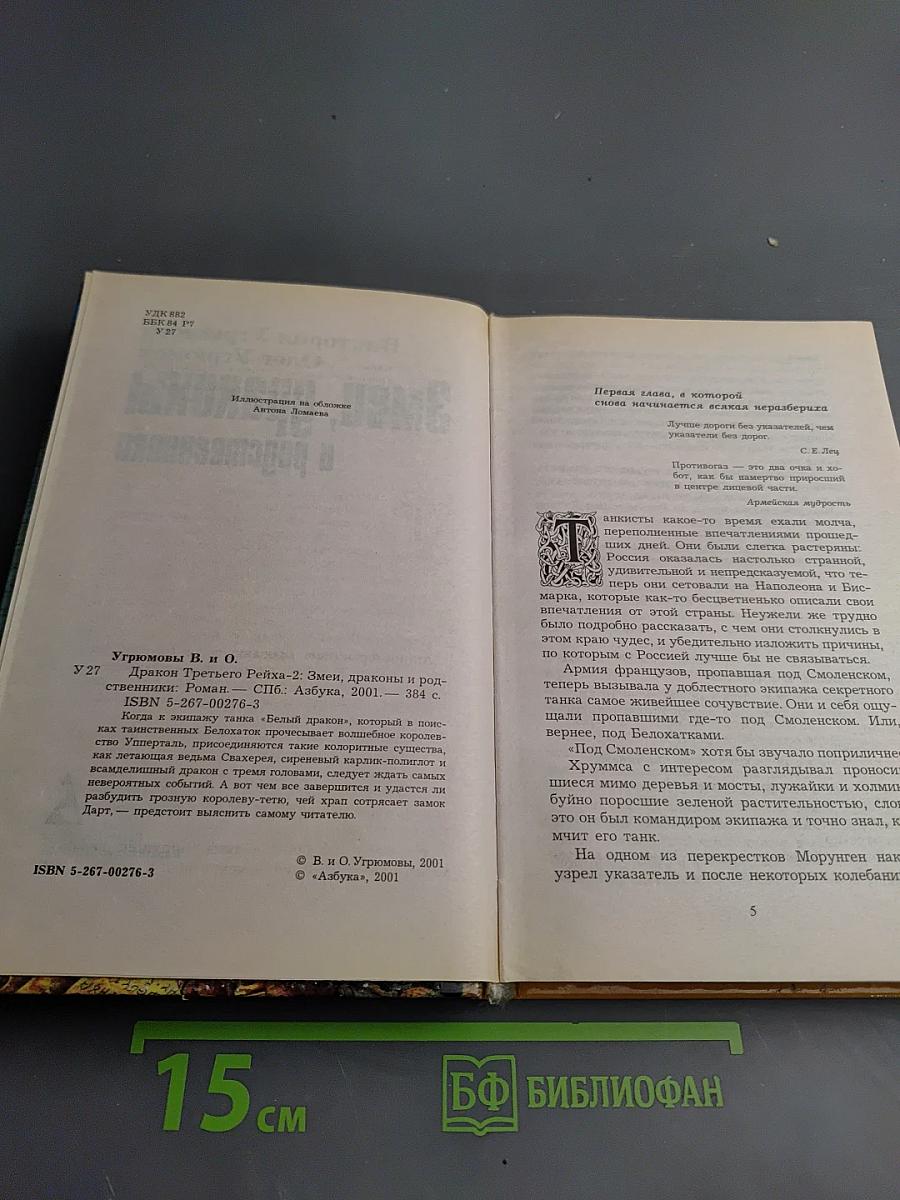 УДК 882
ББК 84 Р7
У 27
Иллюстрация на обложке
Антона Ломаева
Угрюмовы В. и О.
У 27 Дракон Третьего Рейха-2: Змеи, драконы и род-
ственники: Роман. — СПб.: Азбука, 2001. — 384 с.
ISBN 5-267-00276-3
Когда к экипажу танка «Белый дракон», который в поис-
ках таинственных Белохаток прочесывает волшебное королев-
ство Упперталь, присоединяются такие колоритные существа,
как летающая ведьма Свахерея, сиреневый карлик-полиглот и
всамделишный дракон с тремя головами, следует ждать самых
невероятных событий. А вот чем все завершится и удастся ли
разбудить грозную королеву-тетю, чей храп сотрясает замок
Дарт, — предстоит выяснить самому читателю.
© В. и О. Угрюмовы, 2001
ISBN 5-267-00276-3
© «Азбука», 2001
Первая глава, в которой
снова начинается всякая неразбериха
Лучше дороги без указателей, чем
указатели без дорог.
С. Е. Лец
Противогаз — это два очка и хо-
бот, как бы намертво приросший
в центре лицевой части.
Армейская мудрость
Танкисты какое-то время ехали молча,
переполненные впечатлениями прошед-
ших дней. Они были слегка растеряны:
Россия оказалась настолько странной,
удивительной и непредсказуемой, что те-
перь они сетовали на Наполеона и Бис-
марка, которые как-то бесцветненько описали свои
впечатления от этой страны. Неужели же трудно
было подробно рассказать, с чем они столкнулись в
этом краю чудес, и убедительно изложить причины,
по которым с Россией лучше бы не связываться.
Армия французов, пропавшая под Смоленском,
теперь вызывала у доблестного экипажа секретного
танка самое живейшее сочувствие. Они и себя ощу-
щали пропавшими где-то под Смоленском. Или,
вернее, под Белохатками.
«Под Смоленском» хотя бы звучало поприличнее
Хруммса с интересом разглядывал проноси
шиеся мимо деревья и мосты, лужайки и холми
буйно поросшие зеленой растительностью, слов
это он был командиром экипажа и точно знал, к
мчит его танк.
На одном из перекрестков Морунген нак
узрел указатель и после некоторых колебани
5
15 см
БФ БИБЛИОФАН